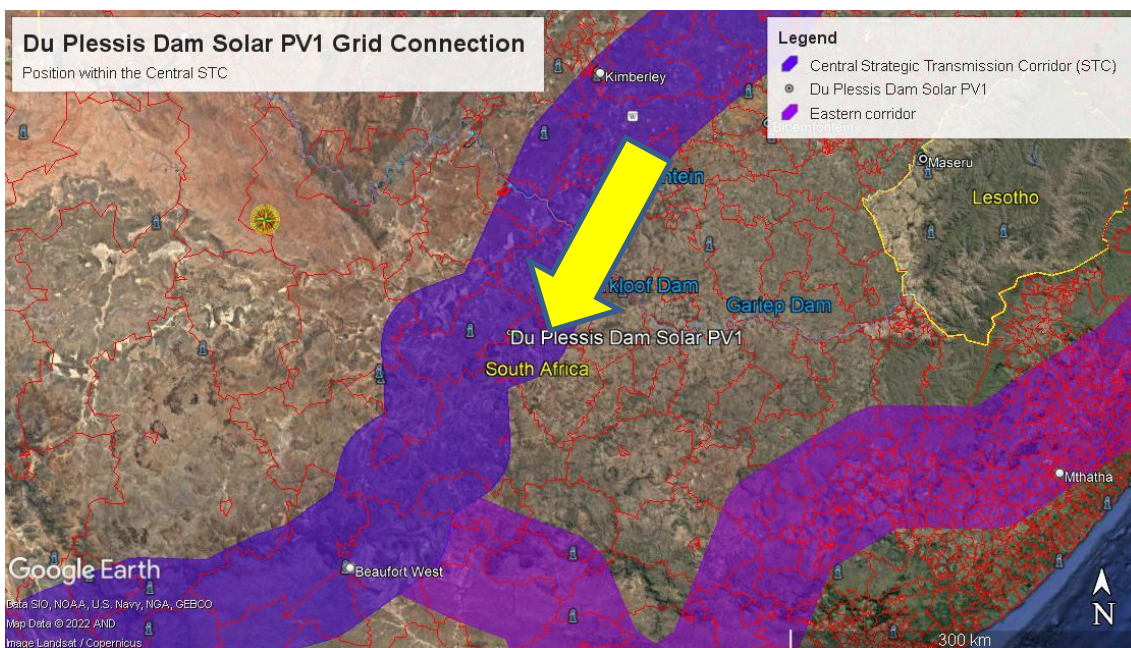 Du Plessis Dam Solar PV1 Grid Connection
Position within the Central STC
Legend
Central Strategic Transmission Corridor (STC)
Du Plessis Dam Solar PV1
Eastern corridor
Kimberley
W
Bloemfontein
Maseru
ntein
Lesotho
kloof Dam
Gariep Dam
Du Plessis Dam Solar PV1
South Africa
Mthatha
Beaufort West
Google Earth
Data SIO, NOAA, U.S. Navy, NGA, GEBCO
Map Data © 2022 AND
Image Landsat / Copernicus
N
300 km